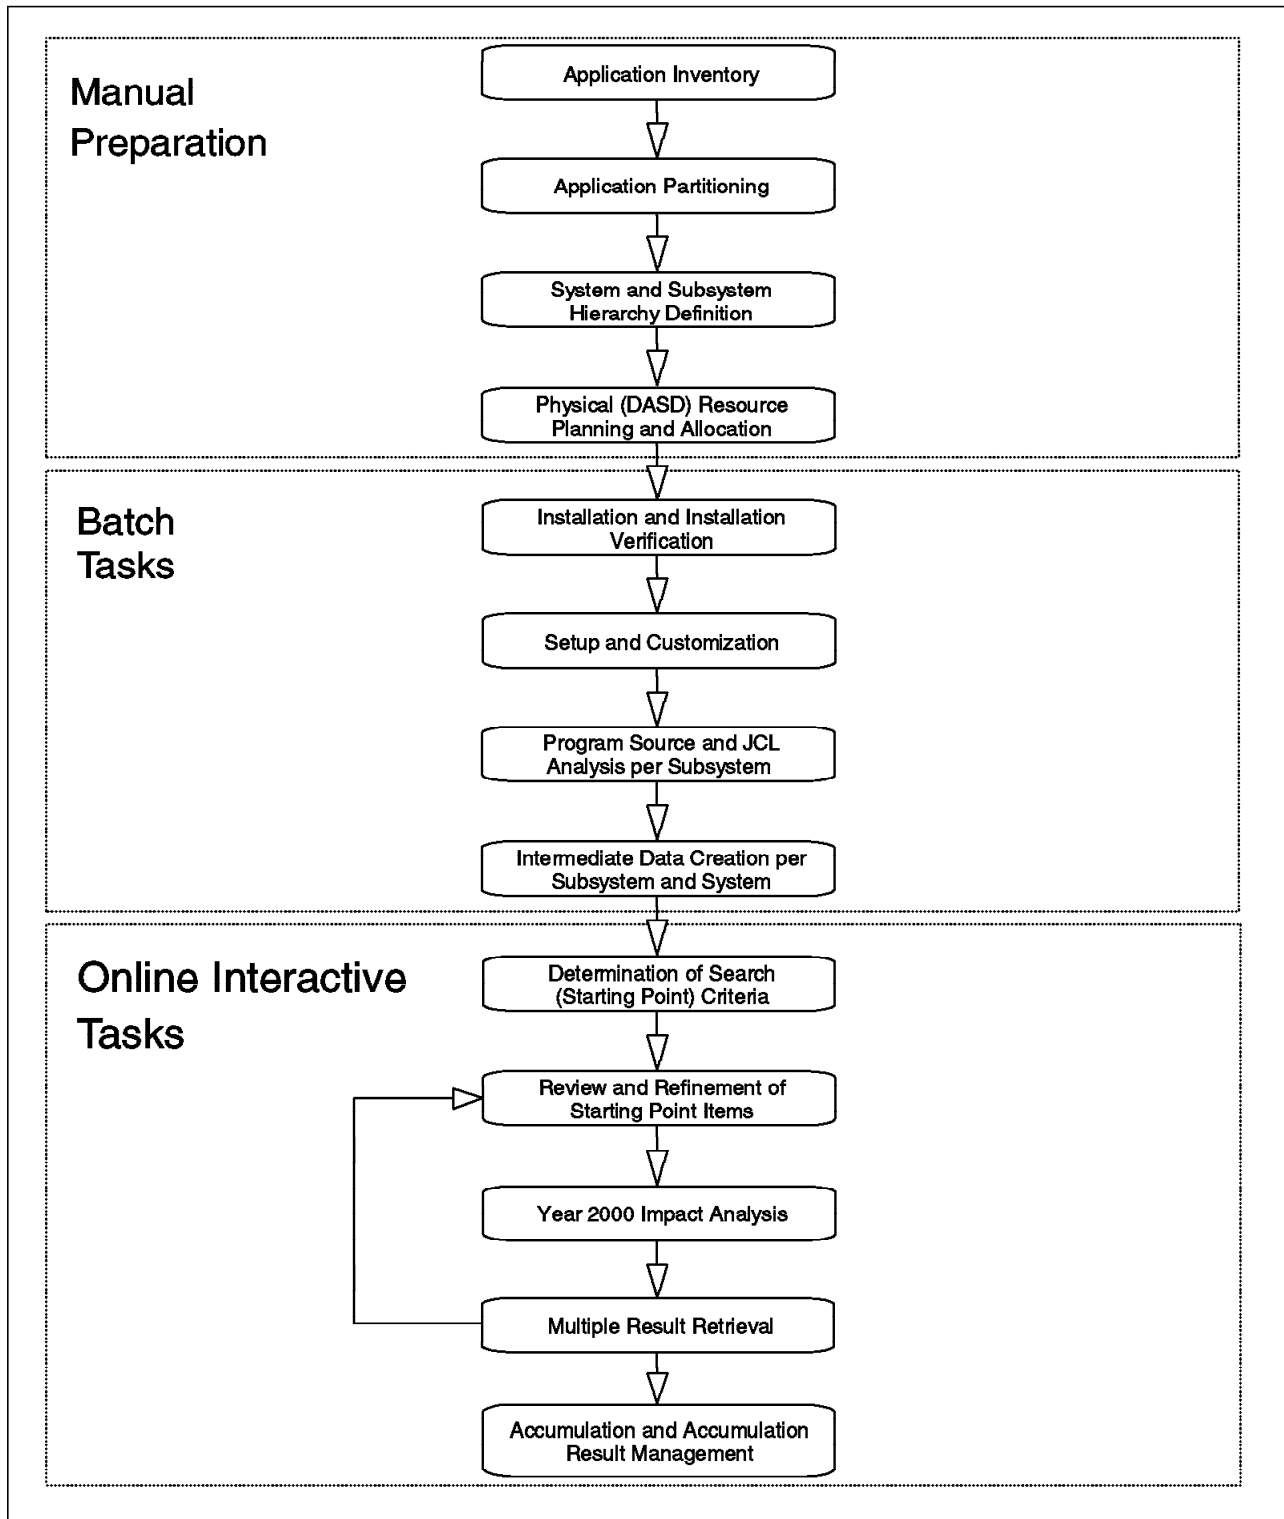 Manual
Preparation
Application Inventory
Application Partitioning
System and Subsystem
Hierarchy Definition
Physical (DASD) Resource
Planning and Allocation
Batch
Tasks
Installation and Installation
Verification
Setup and Customization
Program Source and JCL
Analysis per Subsystem
Intermediate Data Creation per
Subsystem and System
Online Interactive
Tasks
Determination of Search
(Starting Point) Criteria
Review and Refinement of
Starting Point Items
Year 2000 Impact Analysis
Multiple Result Retrieval
Accumulation and Accumulation
Result Management